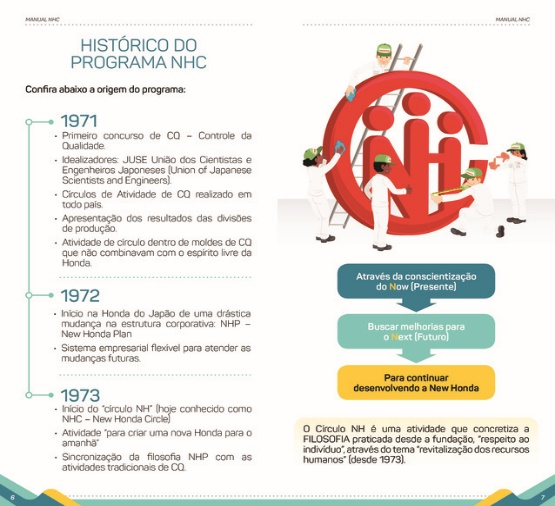 MANUAL NHC
HISTÓRICO DO
PROGRAMA NHC
Confira abaixo a origem do programa:
1971
• Primeiro concurso de CQ – Controle da
Qualidade.
• Idealizadores: JUSE União dos Cientistas e
Engenheiros Japoneses (Union of Japanese
Scientists and Engineers).
• Círculos de Atividade de CQ realizado em
todo país.
• Apresentação dos resultados das divisões
de produção.
• Atividade de círculo dentro de moldes de CQ
que não combinavam com o espírito livre da
Honda.
1972
• Início na Honda do Japão de uma drástica
mudança na estrutura corporativa: NHP –
New Honda Plan
• Sistema empresarial flexível para atender as
mudanças futuras.
1973
• Início do "círculo NH" (hoje conhecido como
NHC – New Honda Circle)
• Atividade "para criar uma nova Honda para o
amanhã"
• Sincronização da filosofia NHP com as
atividades tradicionais de CQ.
6
MANUAL NHC
NH
Através da conscientização
do Now (Presente)
Buscar melhorias para
o Next (Futuro)
Para continuar
desenvolvendo a New Honda
O Círculo NH é uma atividade que concretiza a
FILOSOFIA praticada desde a fundação, "respeito ao
indivíduo", através do tema "revitalização dos recursos
humanos" (desde 1973).
7